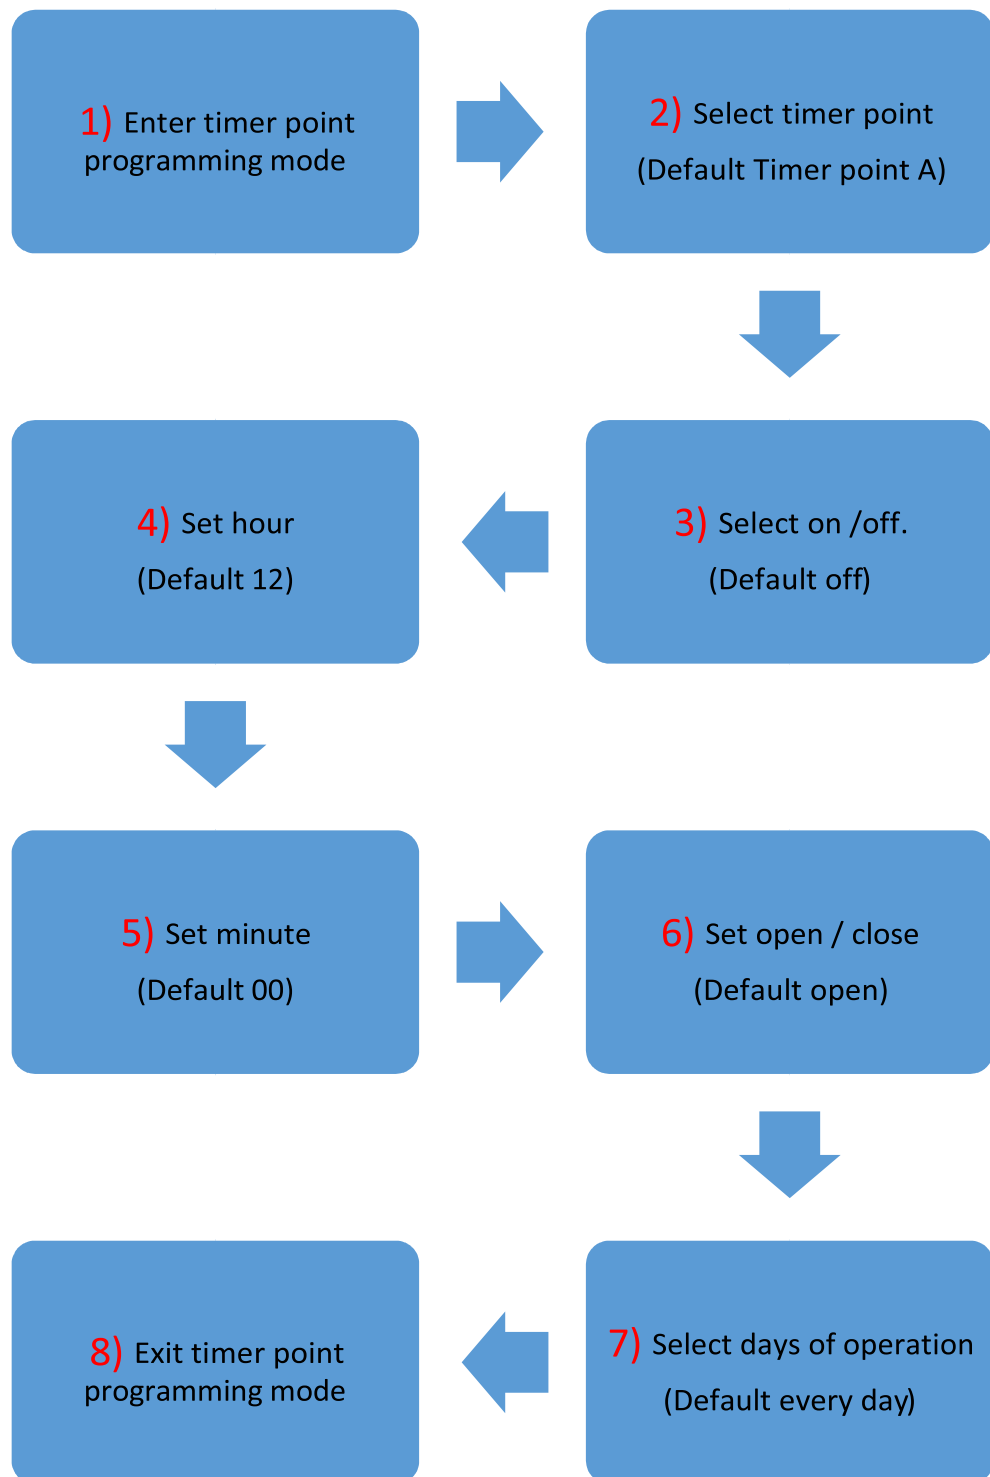 1) Enter timer point
programming mode
2) Select timer point
(Default Timer point A)
3) Select on /off.
(Default off)
4) Set hour
(Default 12)
5) Set minute
(Default 00)
6) Set open / close
(Default open)
7) Select days of operation
(Default every day)
8) Exit timer point
programming mode